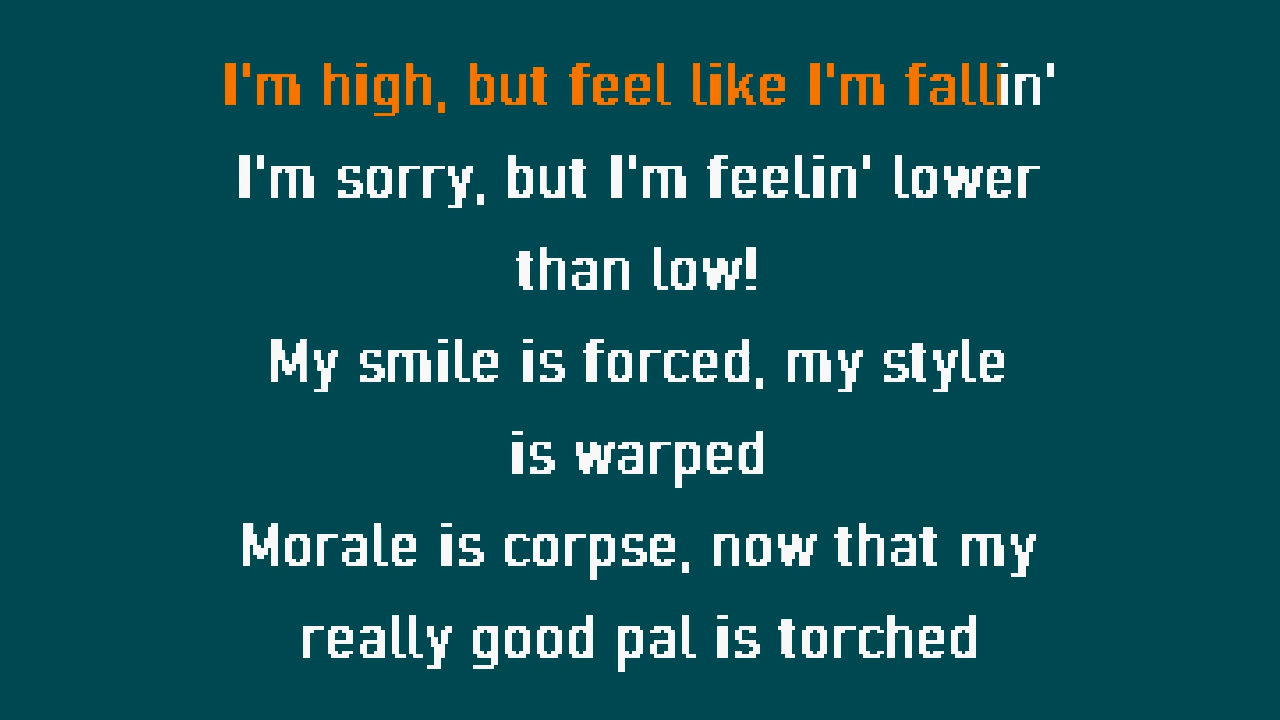 I'm high, but feel like I'm fallin'
I'm sorry, but I'm feelin' lower
than low!
My smile is forced, my style
is warped
Morale is corpse, now that my
really good pal is torched